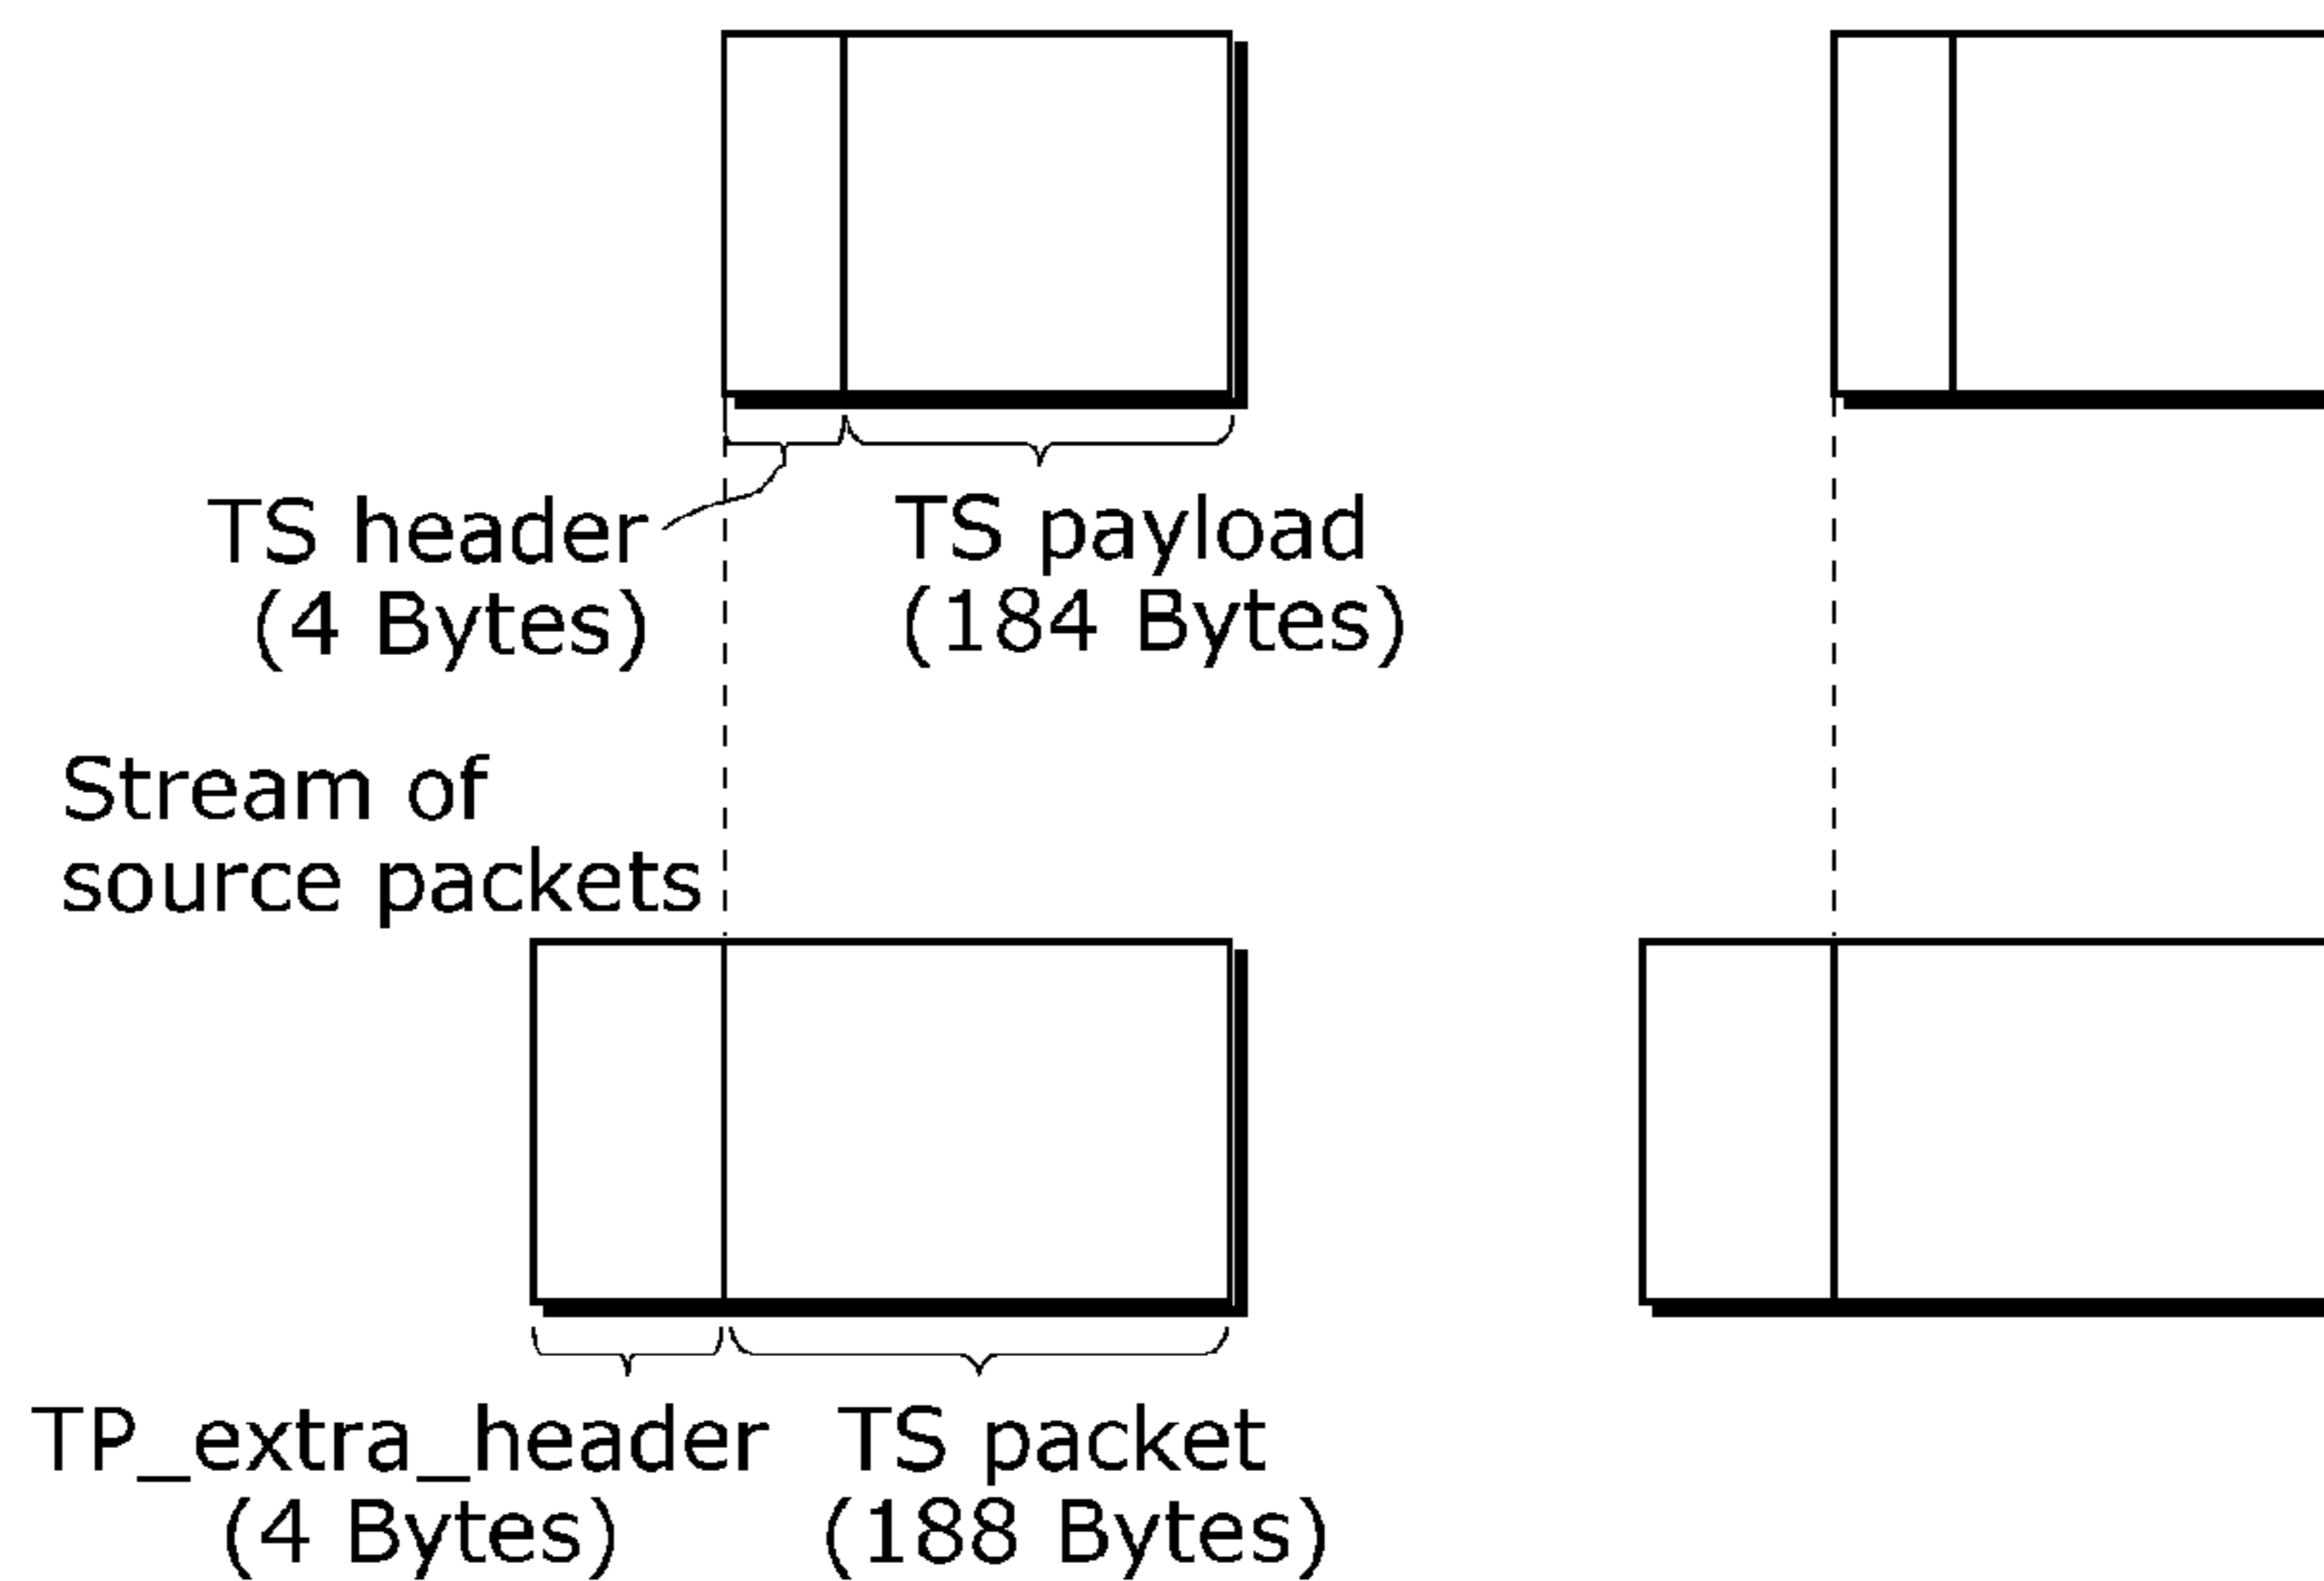 TS header
(4 Bytes)
TS payload
(184 Bytes)
Stream of
source packets
TP_extra_header
(4 Bytes)
TS packet
(188 Bytes)